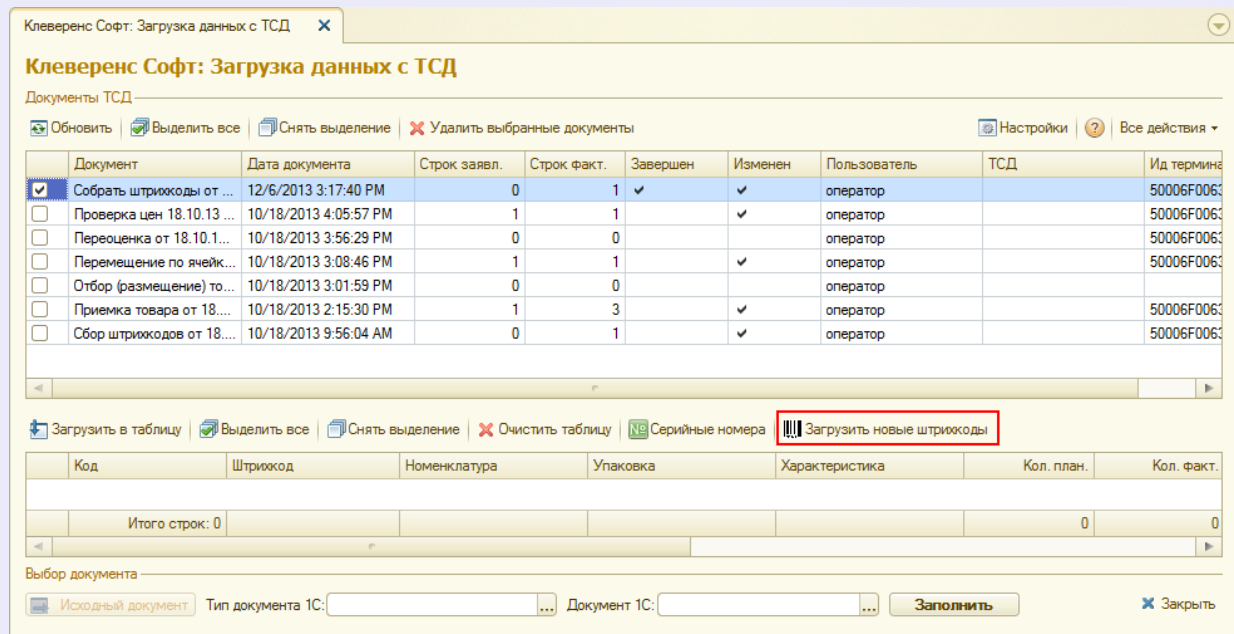 Клеверенс Софт: Загрузка данных с ТСД
Клеверенс Софт: Загрузка данных с ТСД
Документы ТСД
Обновить Выделить все Снять выделение Удалить выбранные документы Настройки ? Все действия
Документ Дата документа Строк заявл. Строк факт. Завершен Изменен Пользователь ТСД Ид термина
Собрать штрихкоды от ... 12/6/2013 3:17:40 PM 0 1 оператор 50006F0063
Проверка цен 18.10.13 ... 10/18/2013 4:05:57 PM 1 1 оператор 50006F0063
Переоценка от 18.10.1... 10/18/2013 3:56:29 PM 0 0 оператор 50006F0063
Перемещение по ячейк... 10/18/2013 3:08:46 PM 1 1 оператор 50006F0063
Отбор (размещение) то... 10/18/2013 3:01:59 PM 0 0 оператор
Приемка товара от 18.... 10/18/2013 2:15:30 PM 1 3 оператор 50006F0063
Сбор штрихкодов от 18.... 10/18/2013 9:56:04 AM 0 1 оператор 50006F0063
Загрузить в таблицу Выделить все Снять выделение Очистить таблицу № Серийные номера Загрузить новые штрихкоды
Код Штрихкод Номенклатура Упаковка Характеристика Кол. план. Кол. факт.
Итого строк: 0 0 0
Выбор документа
Исходный документ Тип документа 1С: ... Документ 1С: ... Заполнить Закрыть